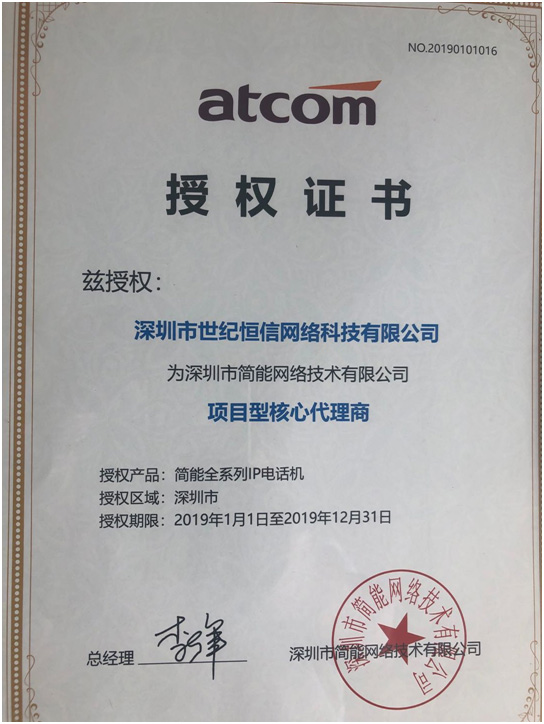 NO.20190101016
atcom
授权证书
兹授权：
深圳市世纪恒信网络科技有限公司
为深圳市简能网络技术有限公司
项目型核心代理商
授权产品：简能全系列IP电话机
授权区域：深圳市
授权期限：2019年1月1日至2019年12月31日
总经理
深圳市简能网络技术有限公司
深圳市简能网络技术有限公司